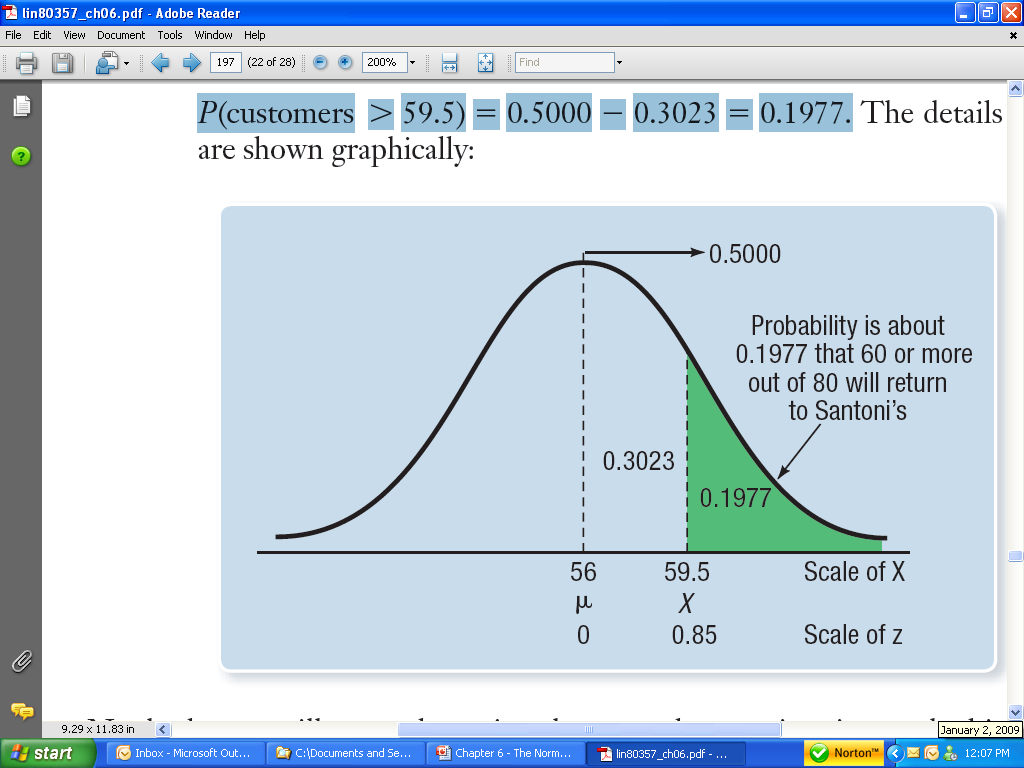 lin80357_ch06.pdf - Adobe Reader
File Edit View Document Tools Window Help
197 (22 of 28) 200% Find
P(customers > 59.5) = 0.5000 − 0.3023 = 0.1977. The details
are shown graphically:
0.5000
Probability is about
0.1977 that 60 or more
out of 80 will return
to Santoni's
0.3023
0.1977
56 59.5 Scale of X
μ X
0 0.85 Scale of z
9.29 x 11.83 in
January 2, 2009
start Inbox - Microsoft Out... C:\Documents and Se... Chapter 6 - The Norm... lin80357_ch06.pdf - ... Norton™ 12:07 PM